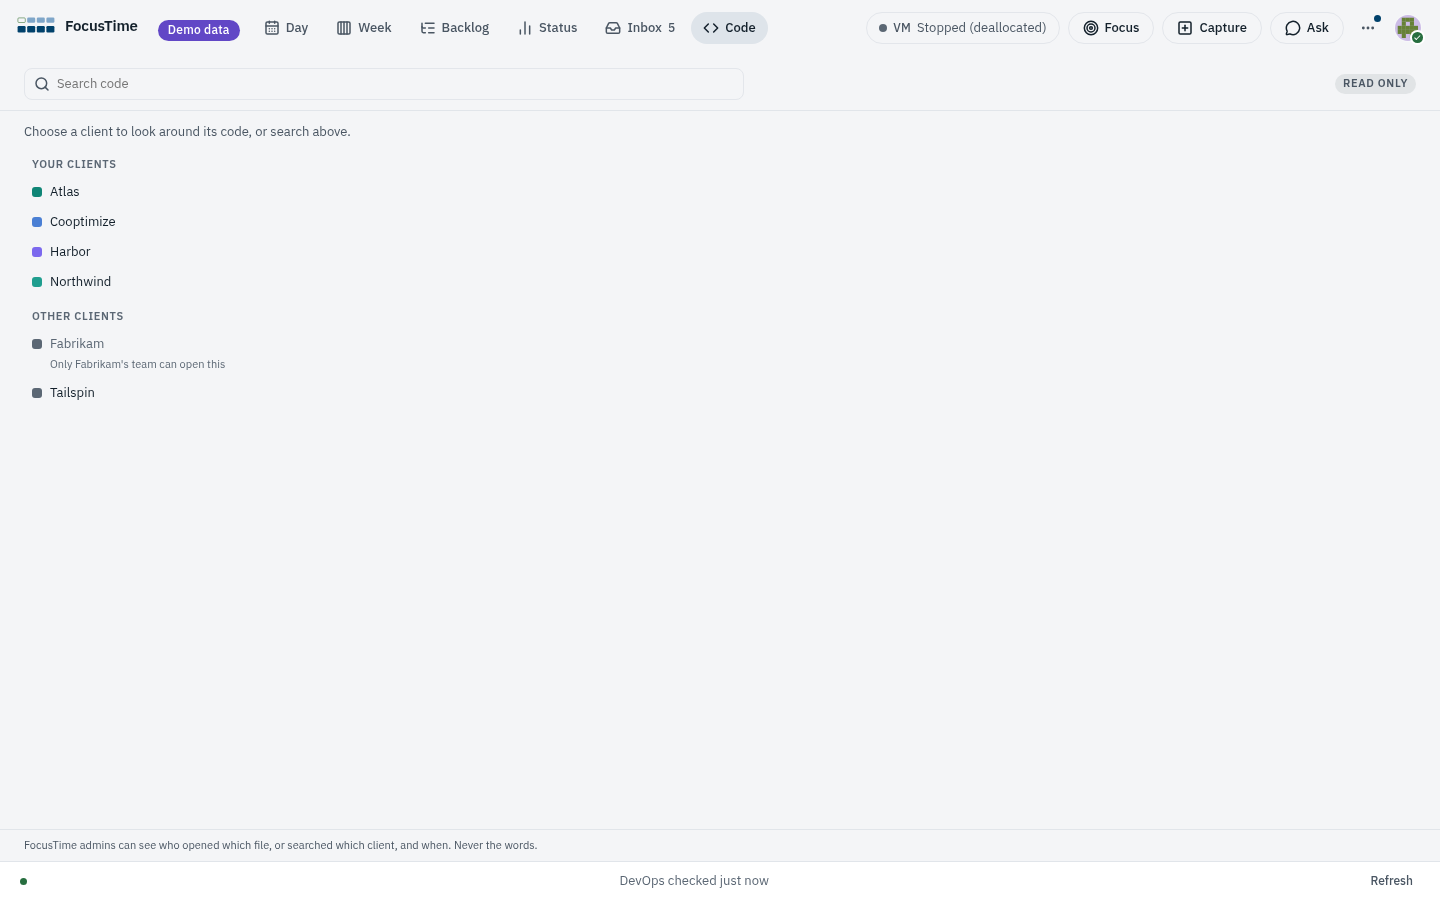 FocusTime
Demo data
Day
Week
Backlog
Status
Inbox 5
Code
VM Stopped (deallocated)
Focus
Capture
Ask
Search code
READ ONLY
Choose a client to look around its code, or search above.
YOUR CLIENTS
Atlas
Cooptimize
Harbor
Northwind
OTHER CLIENTS
Fabrikam
Only Fabrikam's team can open this
Tailspin
FocusTime admins can see who opened which file, or searched which client, and when. Never the words.
DevOps checked just now
Refresh